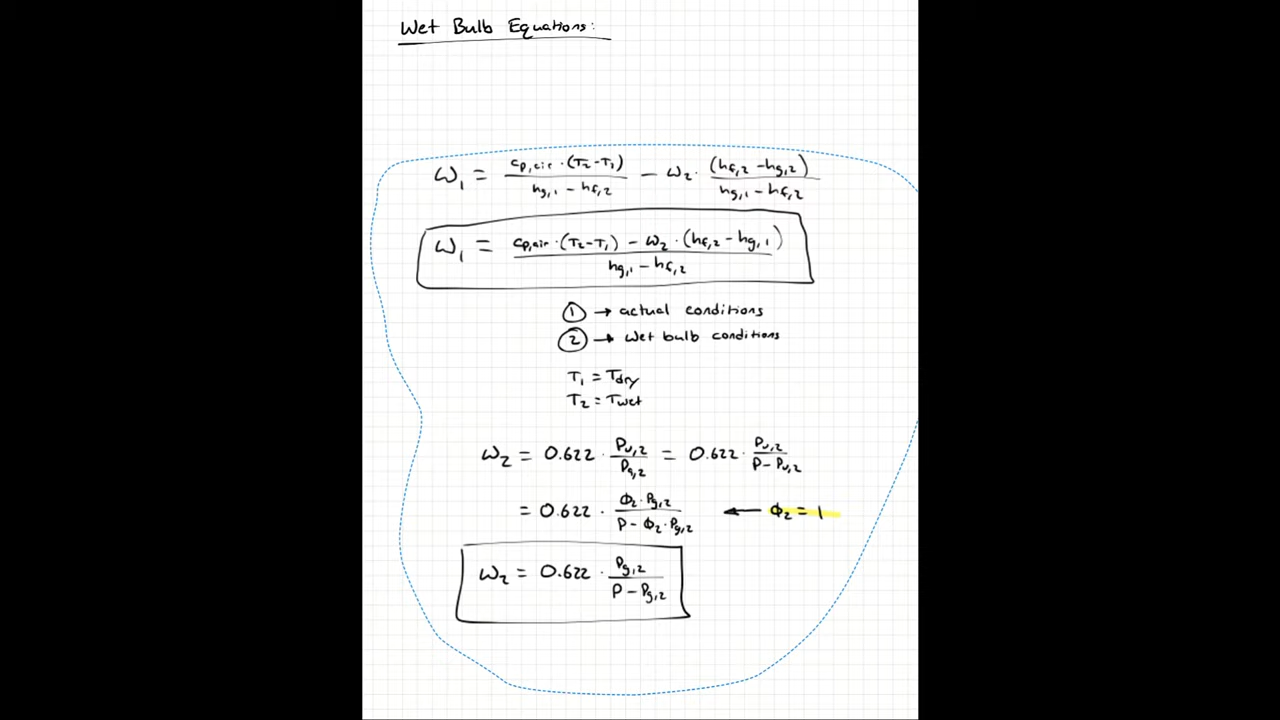 Wet Bulb Equations:
ω₁ = cp,air · (T₂-T₁) / hg,1 - hf,2 - ω₂ · (hf,2 - hg,2) / hg,1 - hf,2
ω₁ = cp,air · (T₂-T₁) - ω₂ · (hf,2 - hg,1) / hg,1 - hf,2
① → actual conditions
② → wet bulb conditions
T₁ = Tdry
T₂ = Twet
ω₂ = 0.622 · Pv,2 / Pa,2 = 0.622 · Pv,2 / P - Pv,2
= 0.622 · Φ₂ · Pg,2 / P - Φ₂ · Pg,2 ← Φ₂ = 1
ω₂ = 0.622 · Pg,2 / P - Pg,2